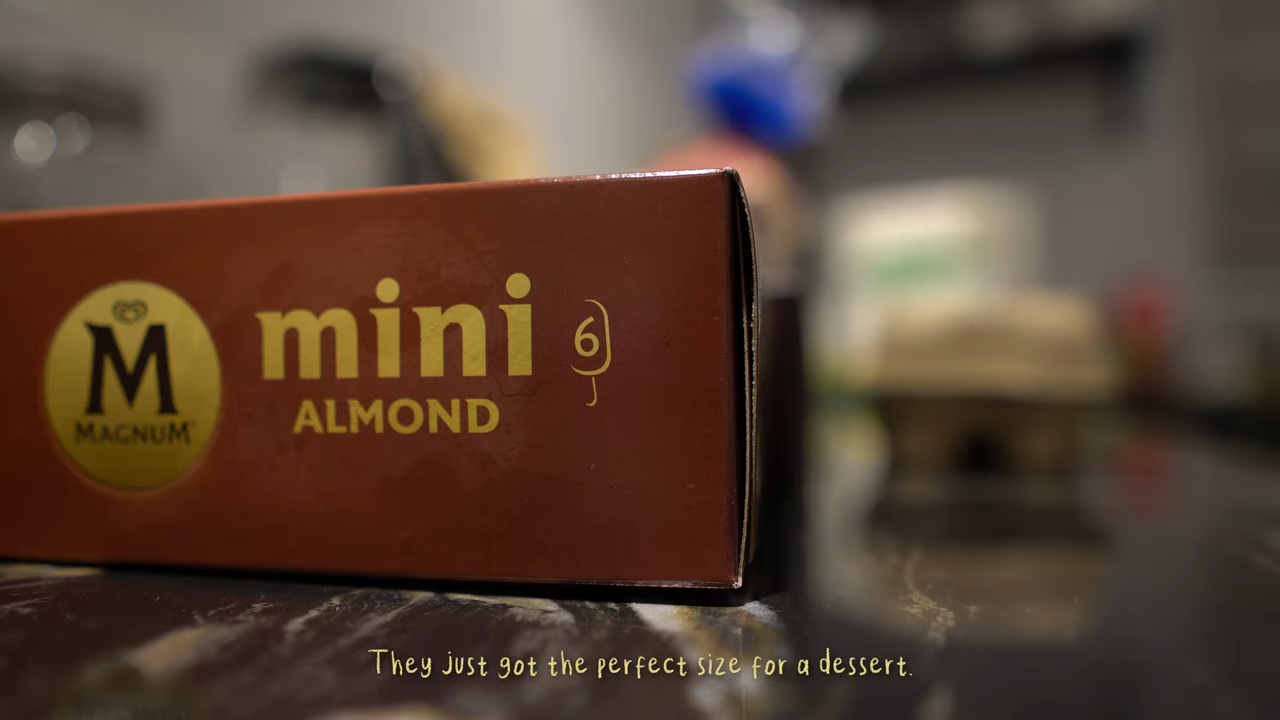 M
MAGNUM
mini
ALMOND
6
They just got the perfect size for a dessert.